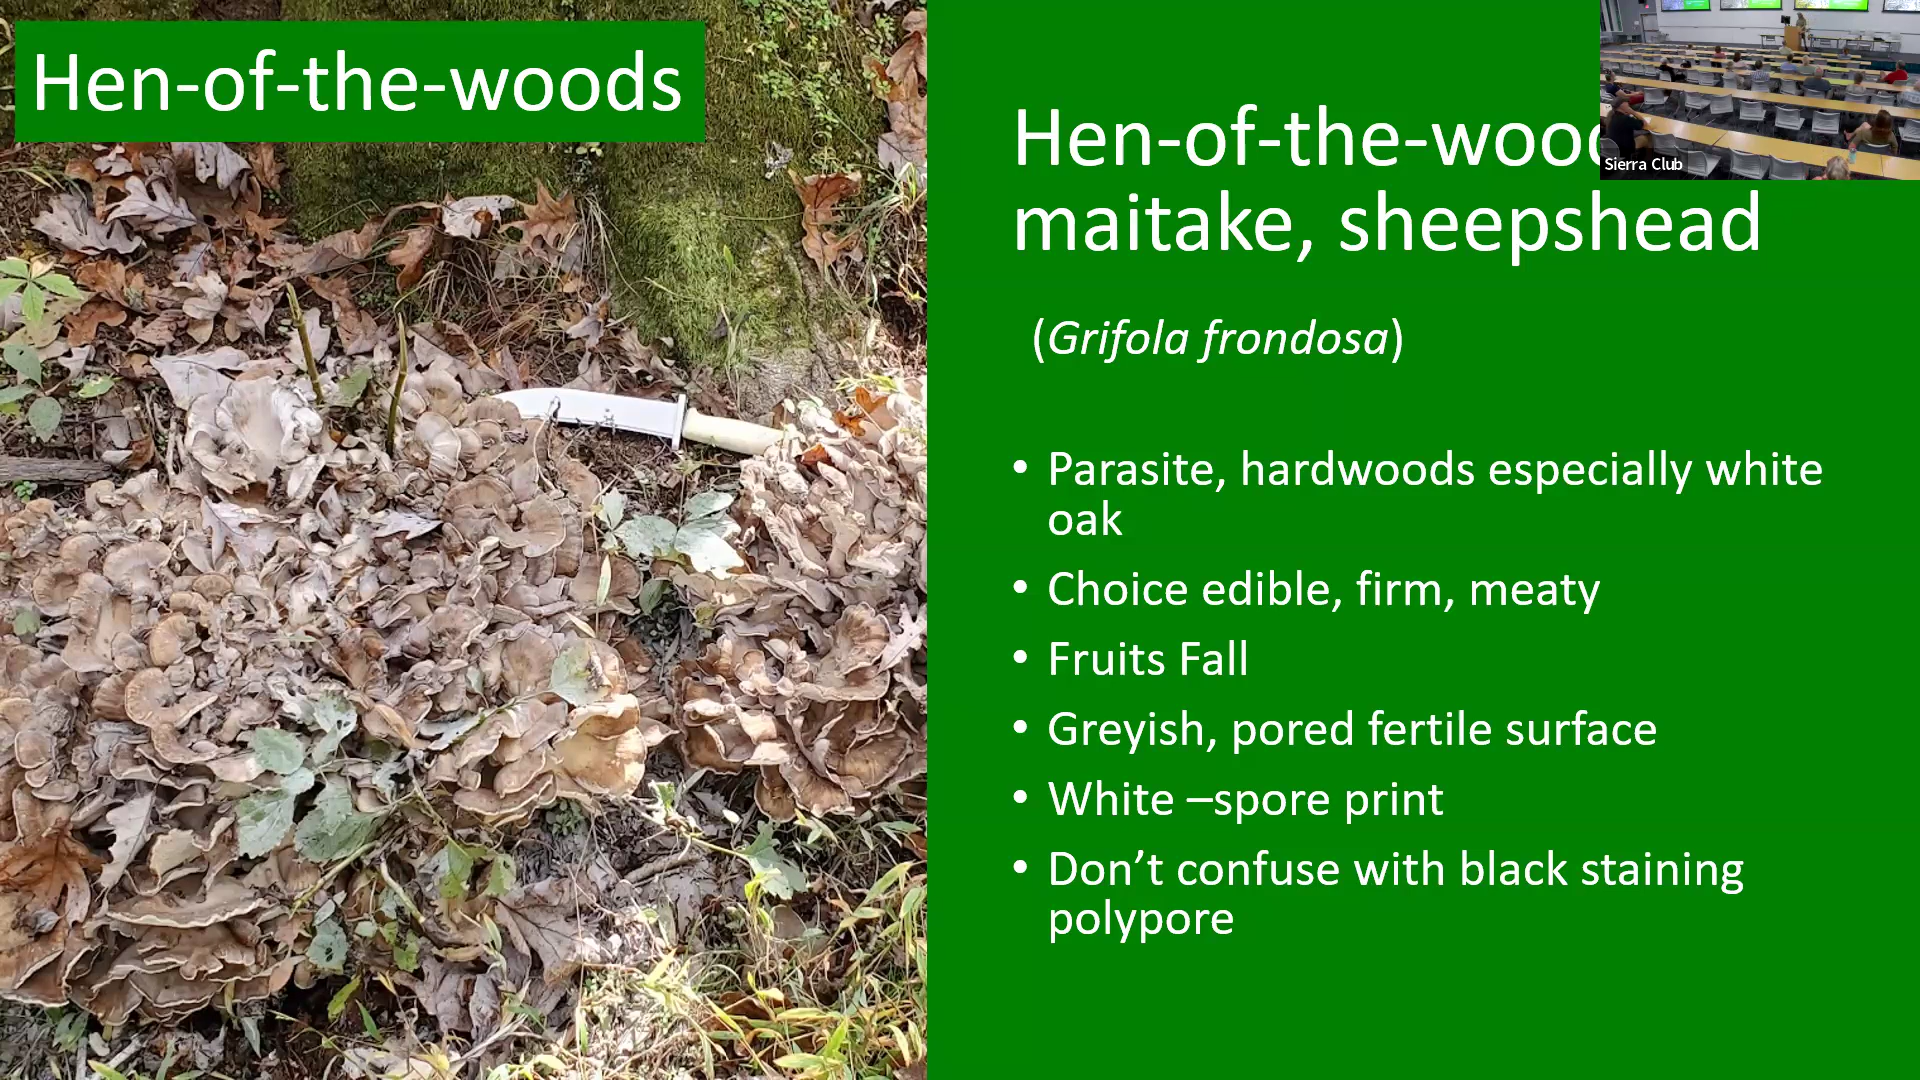 Hen-of-the-woods
Hen-of-the-wood
maitake, sheepshead
(Grifola frondosa)
• Parasite, hardwoods especially white
oak
• Choice edible, firm, meaty
• Fruits Fall
• Greyish, pored fertile surface
• White –spore print
• Don’t confuse with black staining
polypore
Sierra Club